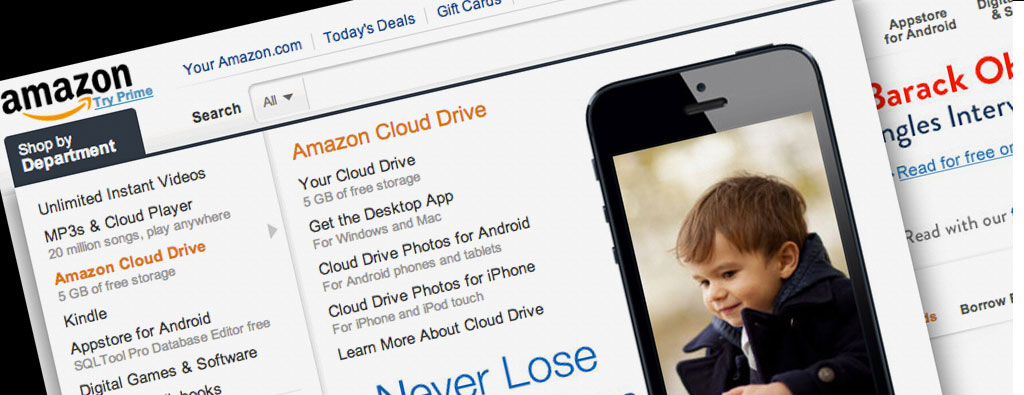 amazon
Try Prime
Your Amazon.com
Today's Deals
Gift Cards
Shop by
Department
Search
All
Unlimited Instant Videos
MP3s & Cloud Player
20 million songs, play anywhere
Amazon Cloud Drive
5 GB of free storage
Kindle
Appstore for Android
SQLTool Pro Database Editor free
Digital Games & Software
Amazon Cloud Drive
Your Cloud Drive
5 GB of free storage
Get the Desktop App
For Windows and Mac
Cloud Drive Photos for Android
For Android phones and tablets
Cloud Drive Photos for iPhone
For iPhone and iPod touch
Learn More About Cloud Drive
Never Lose
Appstore
for Android
& S
Barack Ob
ngles Interv
Read for free or
Read with our
ds
Borrow